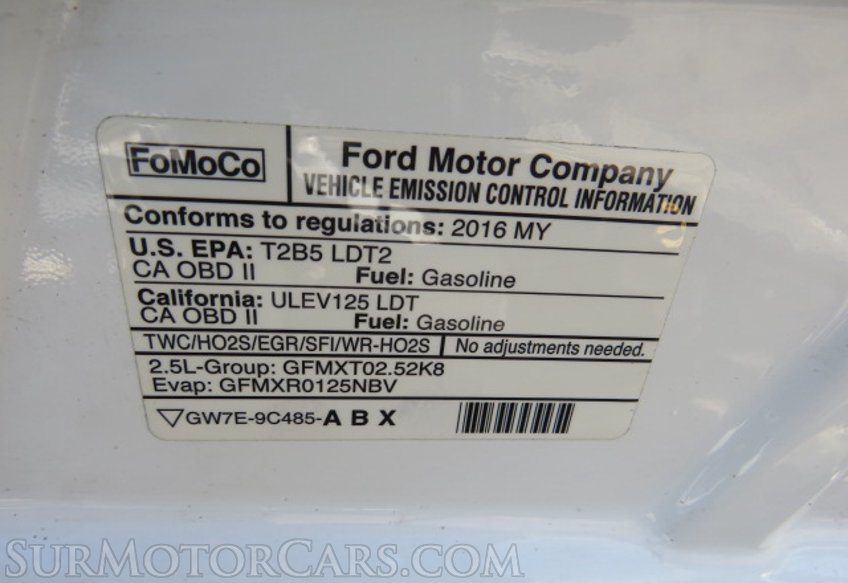 FoMoCo
Ford Motor Company
VEHICLE EMISSION CONTROL INFORMATION
Conforms to regulations: 2016 MY
U.S. EPA: T2B5 LDT2
CA OBD II Fuel: Gasoline
California: ULEV125 LDT
CA OBD II Fuel: Gasoline
TWC/HO2S/EGR/SFI/WR-HO2S No adjustments needed.
2.5L-Group: GFMXT02.52K8
Evap: GFMXR0125NBV
GW7E-9C485-A B X
SURMOTORCARS.COM